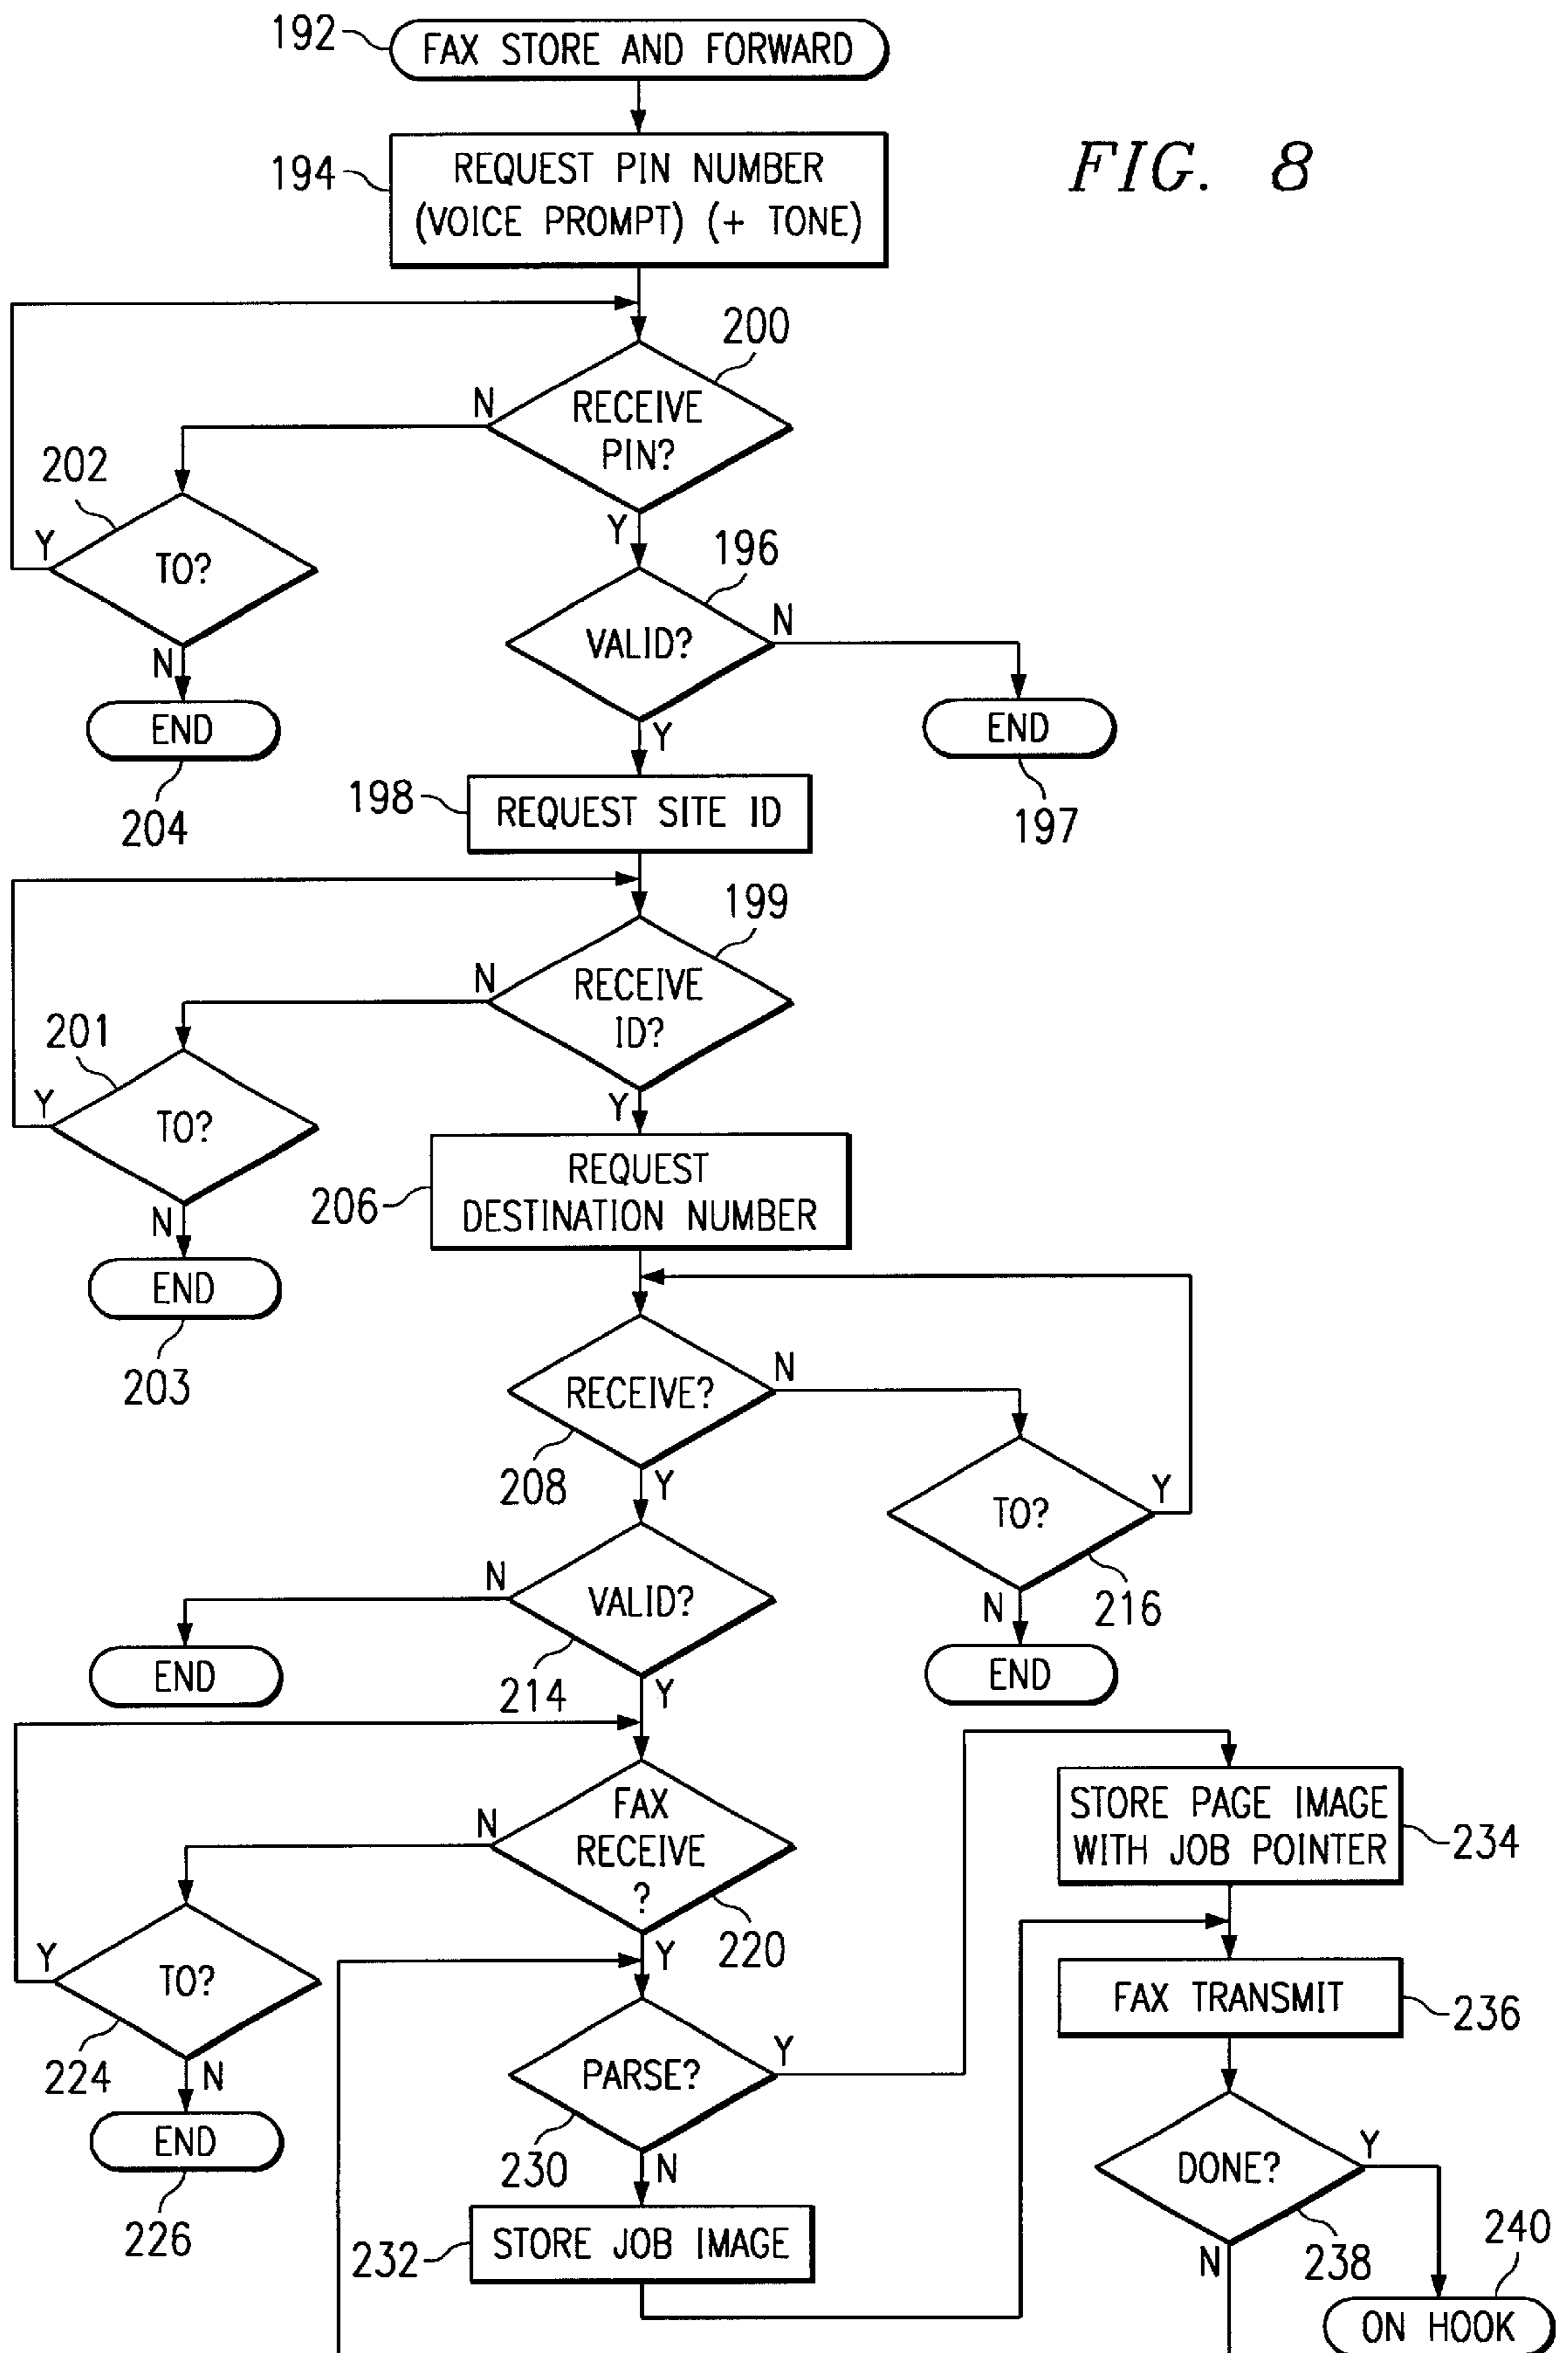 192
FAX STORE AND FORWARD
FIG. 8
194
REQUEST PIN NUMBER
(VOICE PROMPT) (+ TONE)
200
RECEIVE
PIN?
N
Y
202
TO?
Y
N
END
204
196
VALID?
N
Y
END
197
198
REQUEST SITE ID
199
RECEIVE
ID?
N
Y
201
TO?
Y
N
END
203
206
REQUEST
DESTINATION NUMBER
RECEIVE?
N
208
Y
TO?
Y
216
N
END
VALID?
N
214
Y
END
FAX
RECEIVE
?
N
220
Y
TO?
Y
224
N
END
226
PARSE?
Y
230
N
232
STORE JOB IMAGE
STORE PAGE IMAGE
WITH JOB POINTER
234
FAX TRANSMIT
236
DONE?
Y
238
N
240
ON HOOK